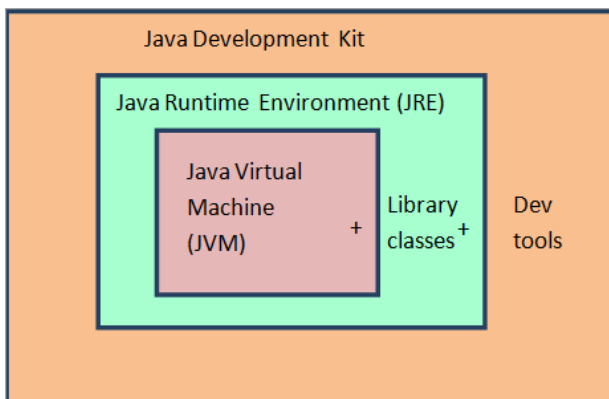 Java Development Kit
Java Runtime Environment (JRE)
Java Virtual
Machine
(JVM)
+
Library
classes
+
Dev
tools